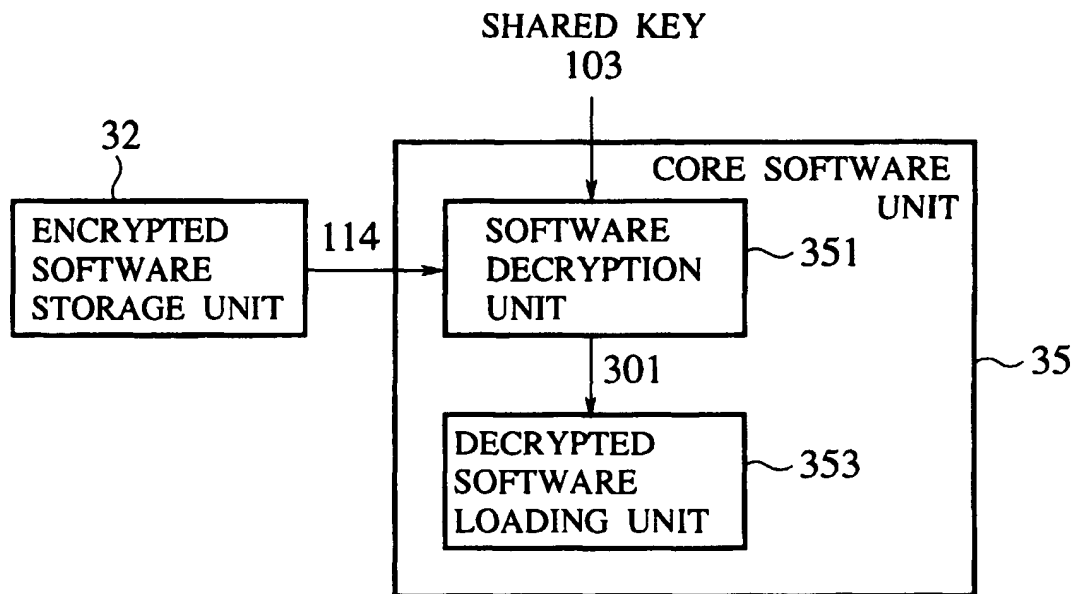 SHARED KEY
103
32
CORE SOFTWARE
UNIT
ENCRYPTED
SOFTWARE
STORAGE UNIT
114
SOFTWARE
DECRYPTION
UNIT
351
301
35
DECRYPTED
SOFTWARE
LOADING UNIT
353